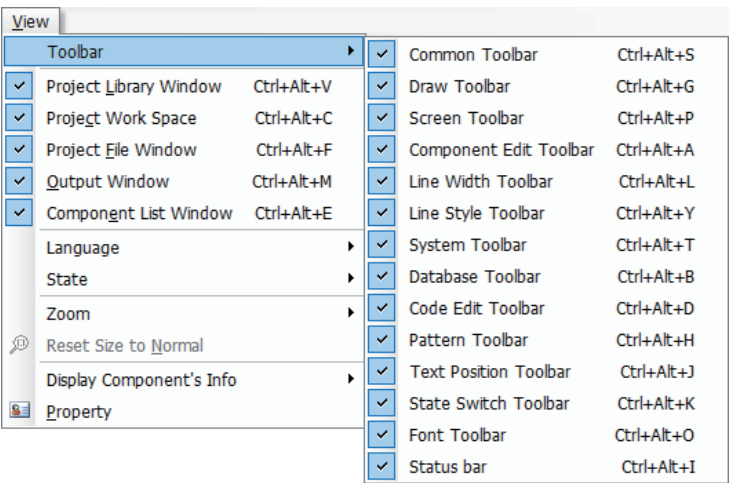 View
Toolbar
Project Library Window Ctrl+Alt+V
Project Work Space Ctrl+Alt+C
Project File Window Ctrl+Alt+F
Output Window Ctrl+Alt+M
Component List Window Ctrl+Alt+E
Language
State
Zoom
Reset Size to Normal
Display Component's Info
Property
Common Toolbar Ctrl+Alt+S
Draw Toolbar Ctrl+Alt+G
Screen Toolbar Ctrl+Alt+P
Component Edit Toolbar Ctrl+Alt+A
Line Width Toolbar Ctrl+Alt+L
Line Style Toolbar Ctrl+Alt+Y
System Toolbar Ctrl+Alt+T
Database Toolbar Ctrl+Alt+B
Code Edit Toolbar Ctrl+Alt+D
Pattern Toolbar Ctrl+Alt+H
Text Position Toolbar Ctrl+Alt+J
State Switch Toolbar Ctrl+Alt+K
Font Toolbar Ctrl+Alt+O
Status bar Ctrl+Alt+I